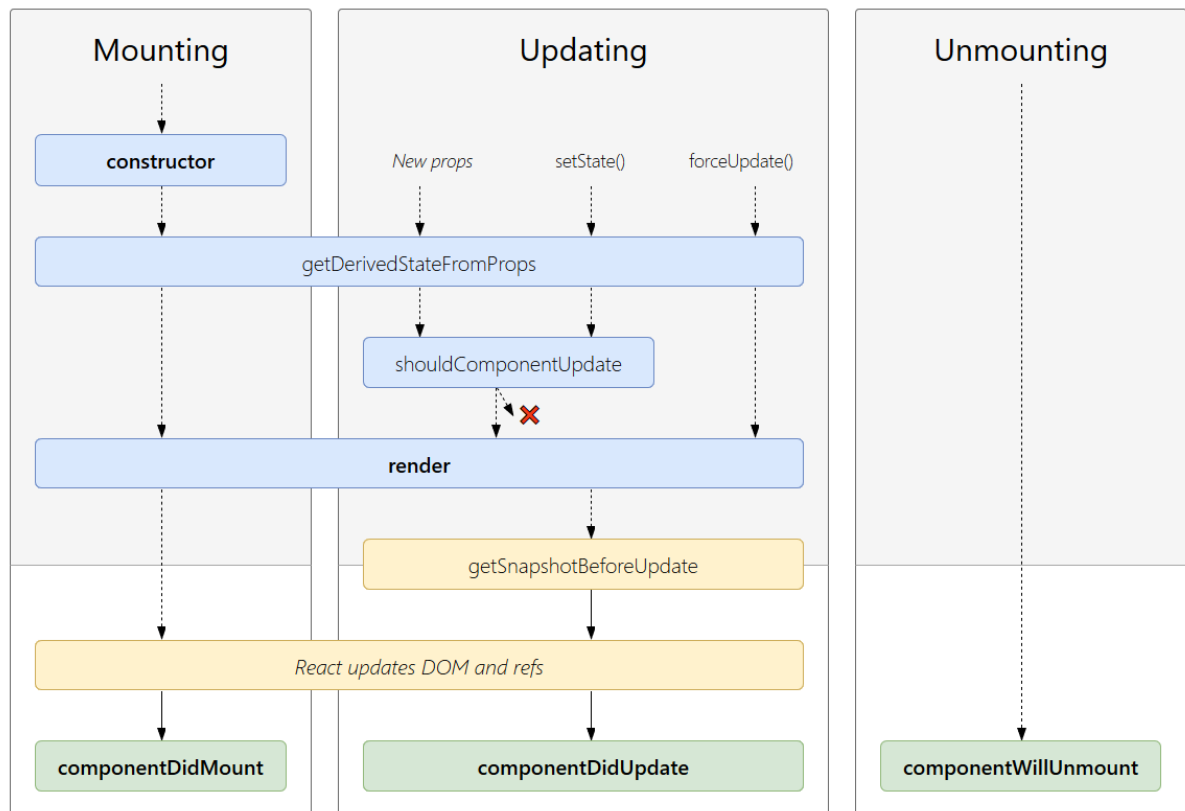 Mounting
Updating
Unmounting
constructor
New props
setState()
forceUpdate()
getDerivedStateFromProps
shouldComponentUpdate
render
getSnapshotBeforeUpdate
React updates DOM and refs
componentDidMount
componentDidUpdate
componentWillUnmount